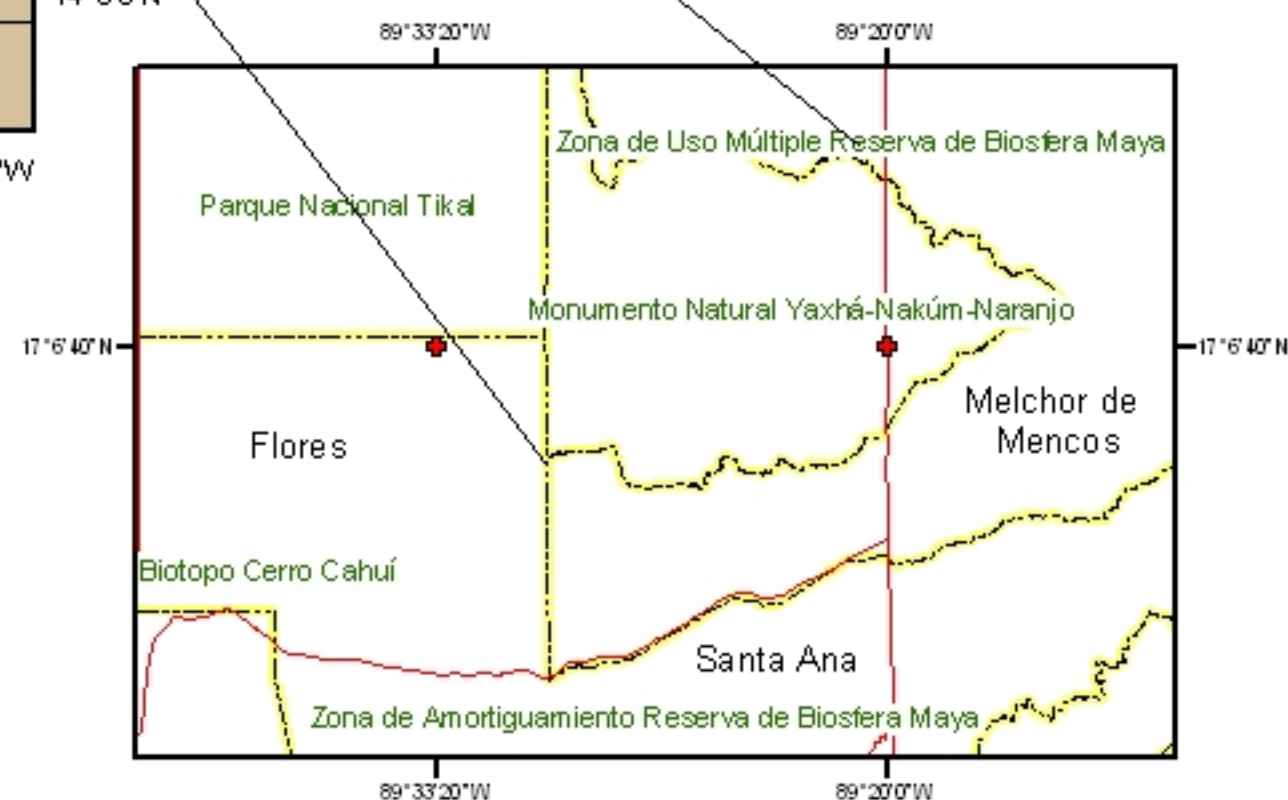 89°33'20"W 89°20'0"W
Zona de Uso Múltiple Reserva de Biosfera Maya
"W
Parque Nacional Tikal
Monumento Natural Yaxhá-Nakúm-Naranjo
17°6'40"N 17°6'40"N
Melchor de
Mencos
Flores
Biotopo Cerro Cahuí
Santa Ana
Zona de Amortiguamiento Reserva de Biosfera Maya
89°33'20"W 89°20'0"W